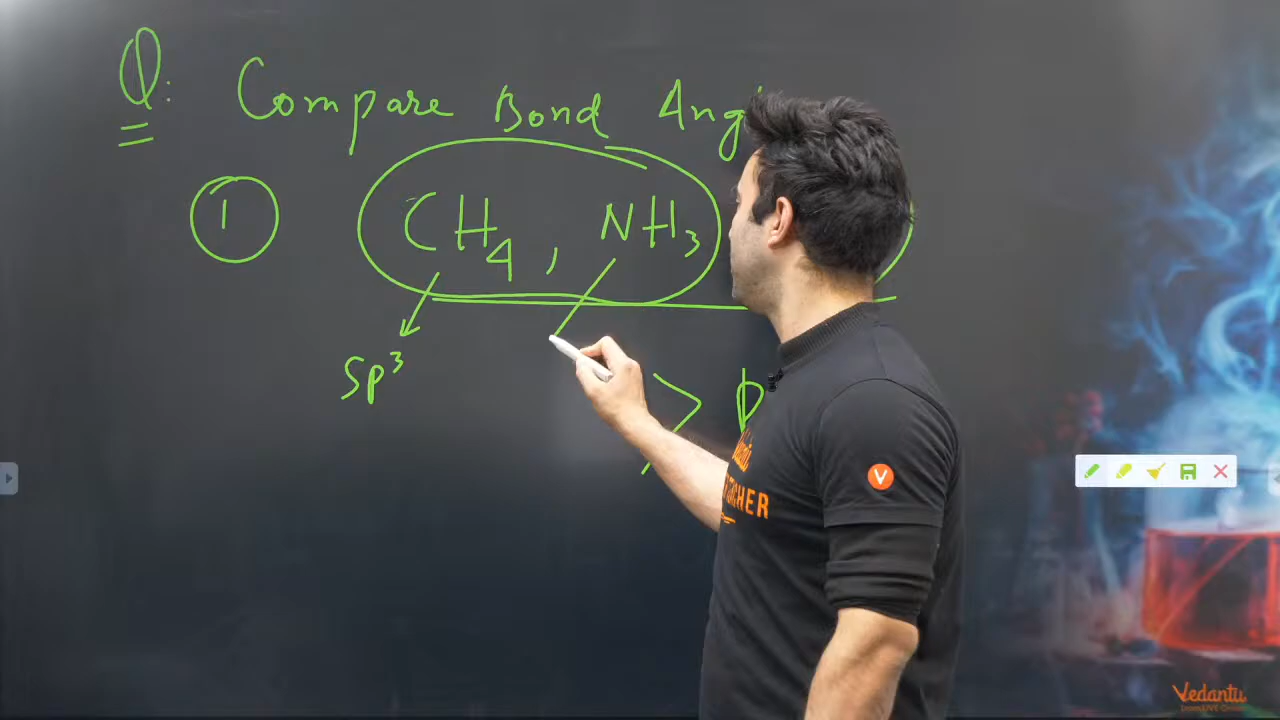 Q: Compare Bond Ang
1 CH4, NH3
Sp3
>
V
Vedantu